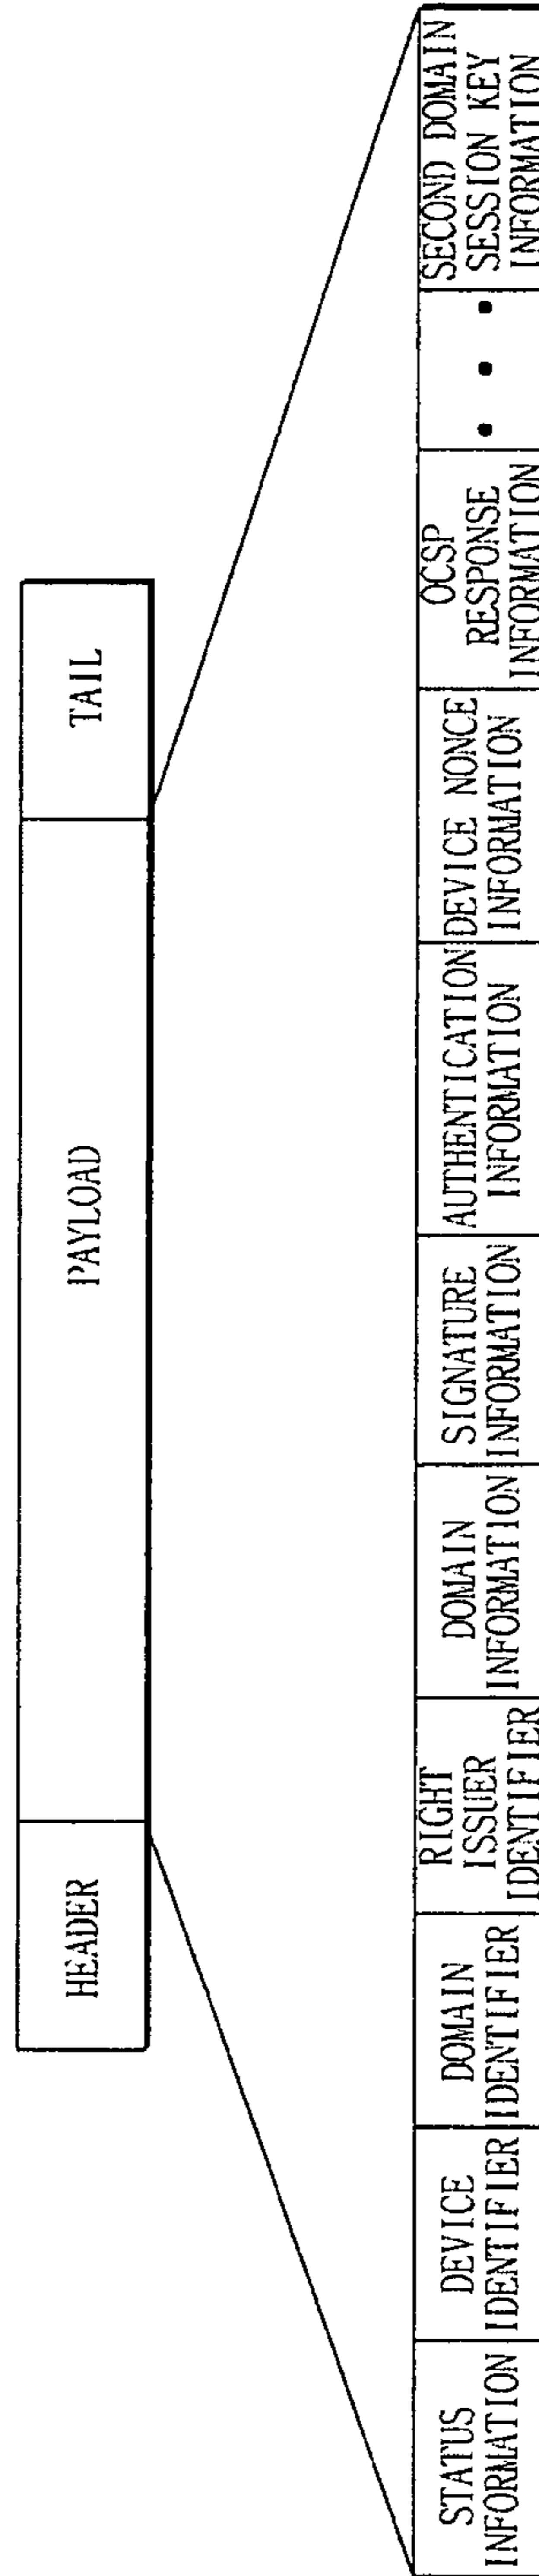 HEADER
PAYLOAD
TAIL
STATUS
INFORMATION
DEVICE
IDENTIFIER
DOMAIN
IDENTIFIER
RIGHT
ISSUER
IDENTIFIER
DOMAIN
INFORMATION
SIGNATURE
INFORMATION
AUTHENTICATION
INFORMATION
DEVICE NONCE
INFORMATION
OCSP
RESPONSE
INFORMATION
• • •
SECOND DOMAIN
SESSION KEY
INFORMATION